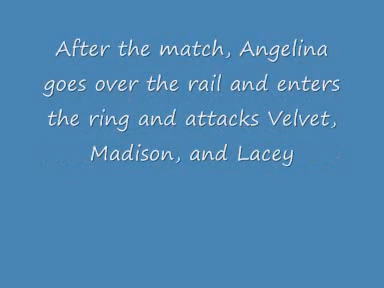 After the match, Angelina
goes over the rail and enters
the ring and attacks Velvet,
Madison, and Lacey